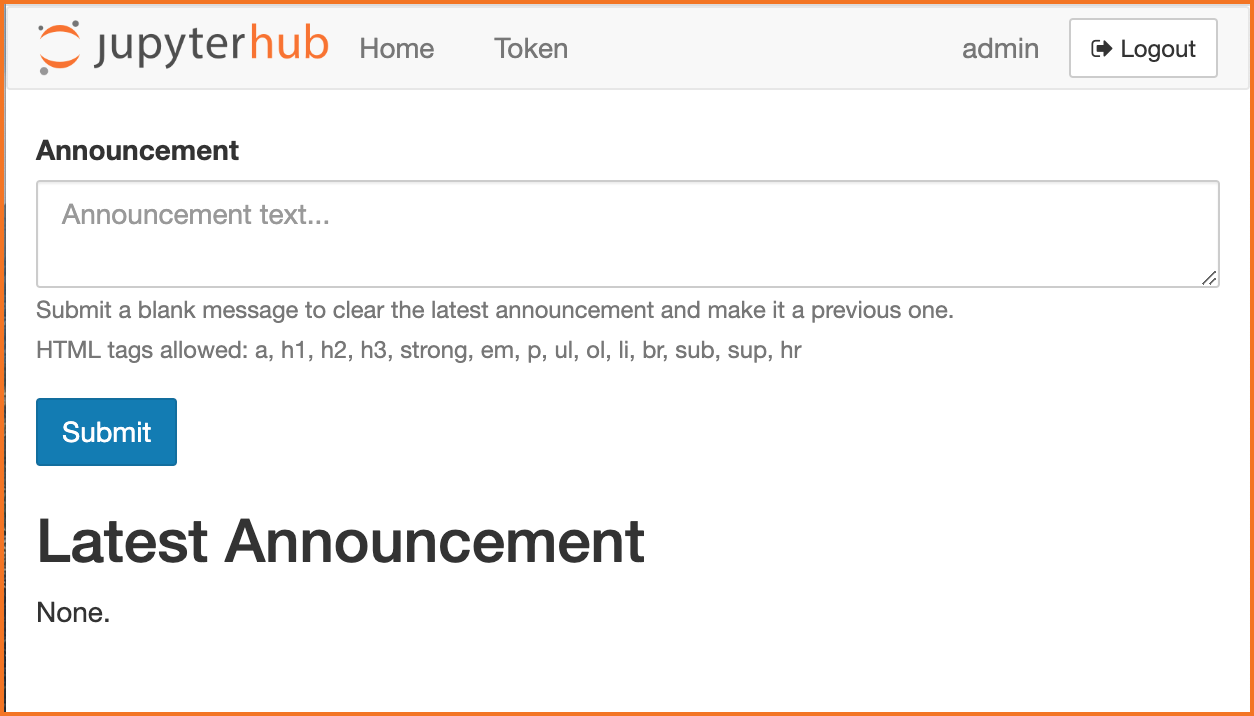 jupyterhub Home Token admin Logout
Announcement
Announcement text...
Submit a blank message to clear the latest announcement and make it a previous one.
HTML tags allowed: a, h1, h2, h3, strong, em, p, ul, ol, li, br, sub, sup, hr
Submit
Latest Announcement
None.